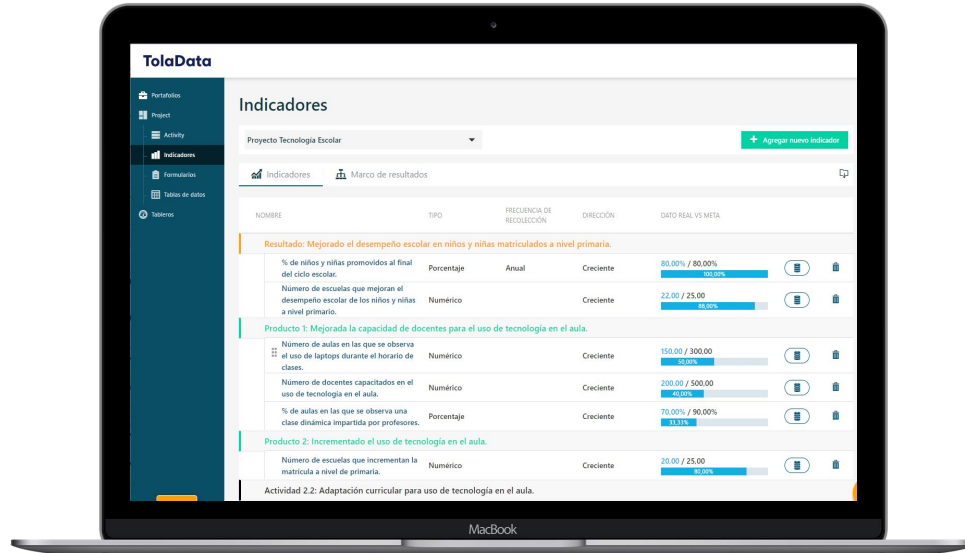 TolaData
Portafolios
Project
Activity
Indicadores
Formularios
Tablas de datos
Tableros
Indicadores
Proyecto Tecnología Escolar
+ Agregar nuevo indicador
Indicadores
Marco de resultados
NOMBRE
TIPO
FRECUENCIA DE
RECOLECCIÓN
DIRECCIÓN
DATO REAL VS META
Resultado: Mejorado el desempeño escolar en niños y niñas matriculados a nivel primaria.
% de niños y niñas promovidos al final
del ciclo escolar.
Porcentaje
Anual
Creciente
80,00% / 80,00%
100,00%
Número de escuelas que mejoran el
desempeño escolar de los niños y niñas
a nivel primario.
Numérico
Creciente
22,00 / 25,00
88,00%
Producto 1: Mejorada la capacidad de docentes para el uso de tecnología en el aula.
Número de aulas en las que se observa
el uso de laptops durante el horario de
clases.
Numérico
Creciente
150,00 / 300,00
50,00%
Número de docentes capacitados en el
uso de tecnología en el aula.
Numérico
Creciente
200,00 / 500,00
40,00%
% de aulas en las que se observa una
clase dinámica impartida por profesores.
Porcentaje
Creciente
70,00% / 90,00%
33,33%
Producto 2: Incrementado el uso de tecnología en el aula.
Número de escuelas que incrementan la
matrícula a nivel de primaria.
Numérico
Creciente
20.00 / 25,00
80,00%
Actividad 2.2: Adaptación curricular para uso de tecnología en el aula.
MacBook